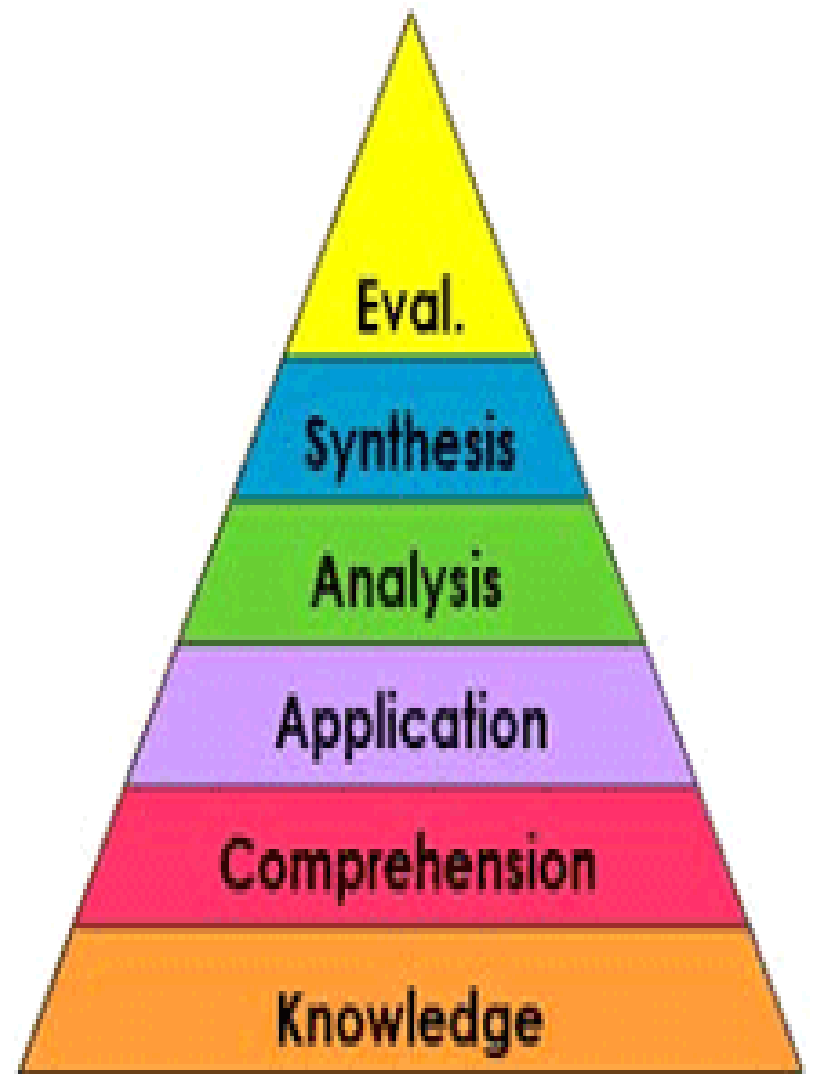 Eval.
Synthesis
Analysis
Application
Comprehension
Knowledge